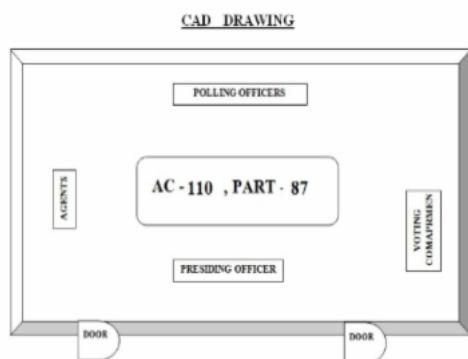 CAD DRAWING
POLLING OFFICERS
AGENTS
AC - 110 , PART - 87
VOTING
COMAPRMEN
PRESIDING OFFICER
DOOR
DOOR